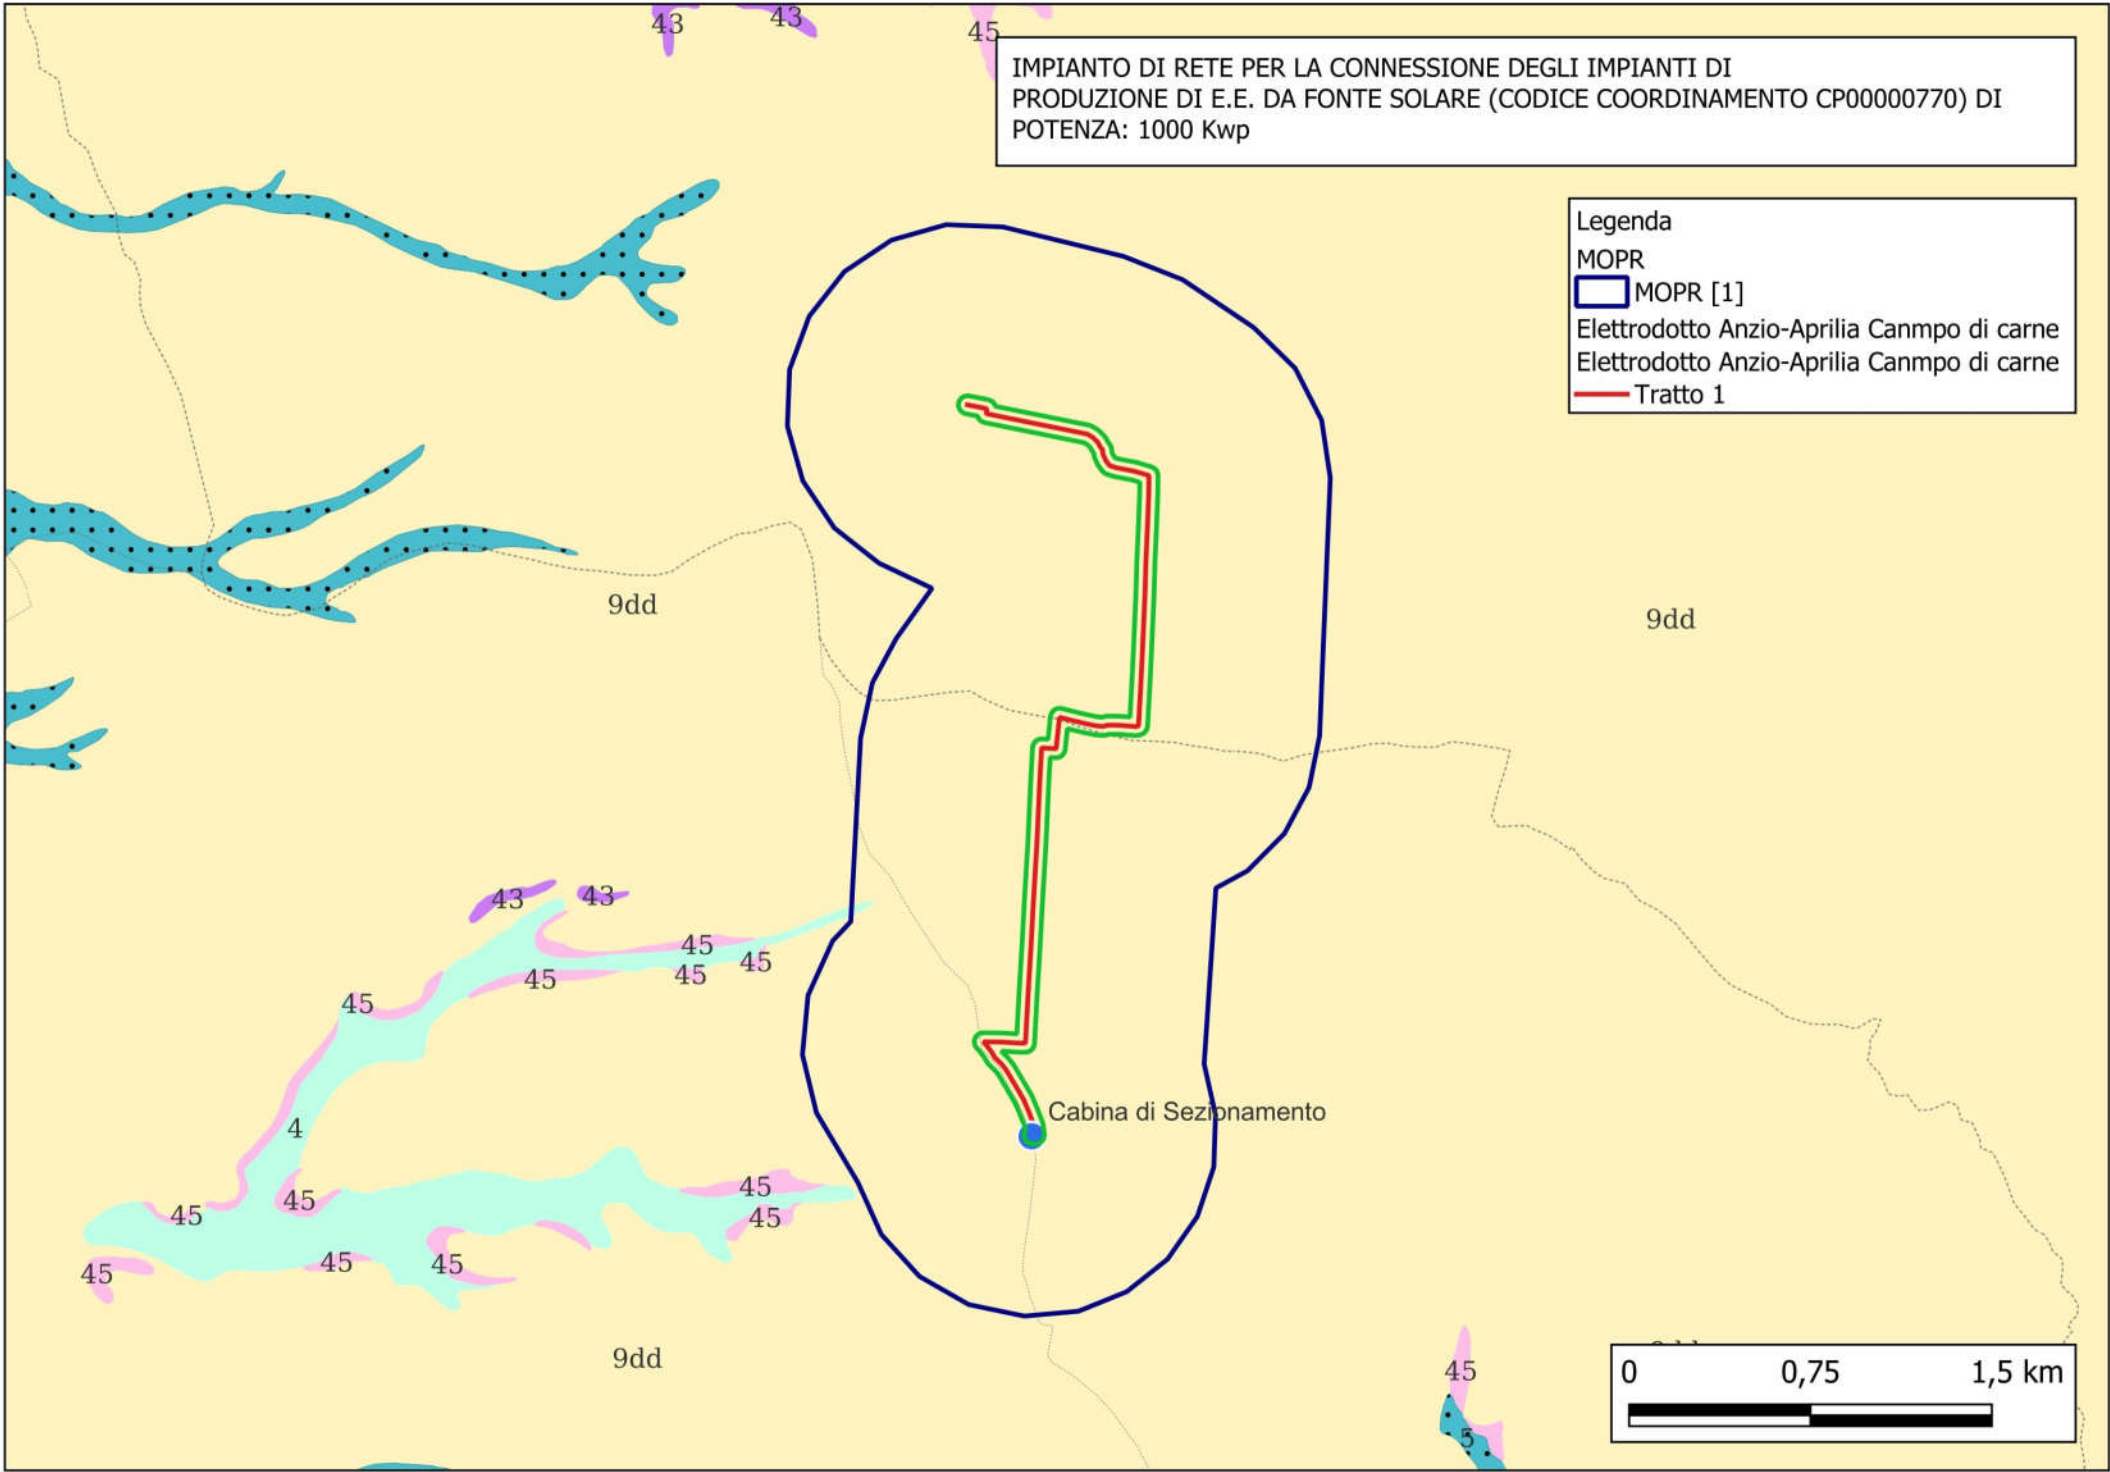 43
43
45
IMPIANTO DI RETE PER LA CONNESSIONE DEGLI IMPIANTI DI
PRODUZIONE DI E.E. DA FONTE SOLARE (CODICE COORDINAMENTO CP00000770) DI
POTENZA: 1000 Kwp
Legenda
MOPR
MOPR [1]
Elettrodotto Anzio-Aprilia Canmpo di carne
Elettrodotto Anzio-Aprilia Canmpo di carne
Tratto 1
9dd
9dd
43
43
45
45
45
45
45
45
Cabina di Sezionamento
4
45
45
45
45
45
45
45
9dd
45
5
0 0,75 1,5 km